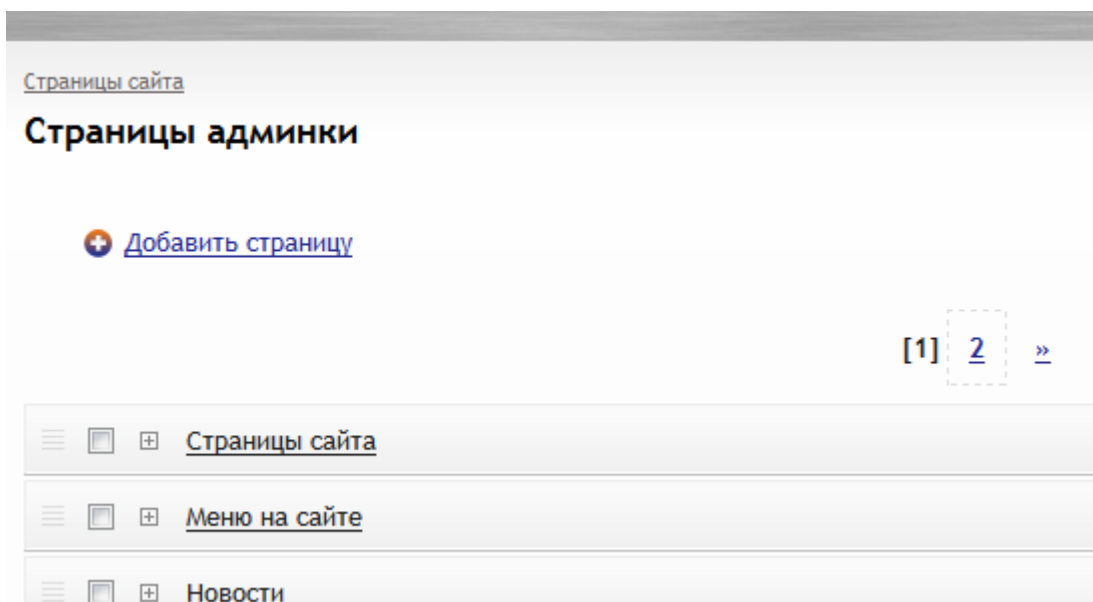 Страницы сайта
Страницы админки
Добавить страницу
[1] 2 »
Страницы сайта
Меню на сайте
Новости